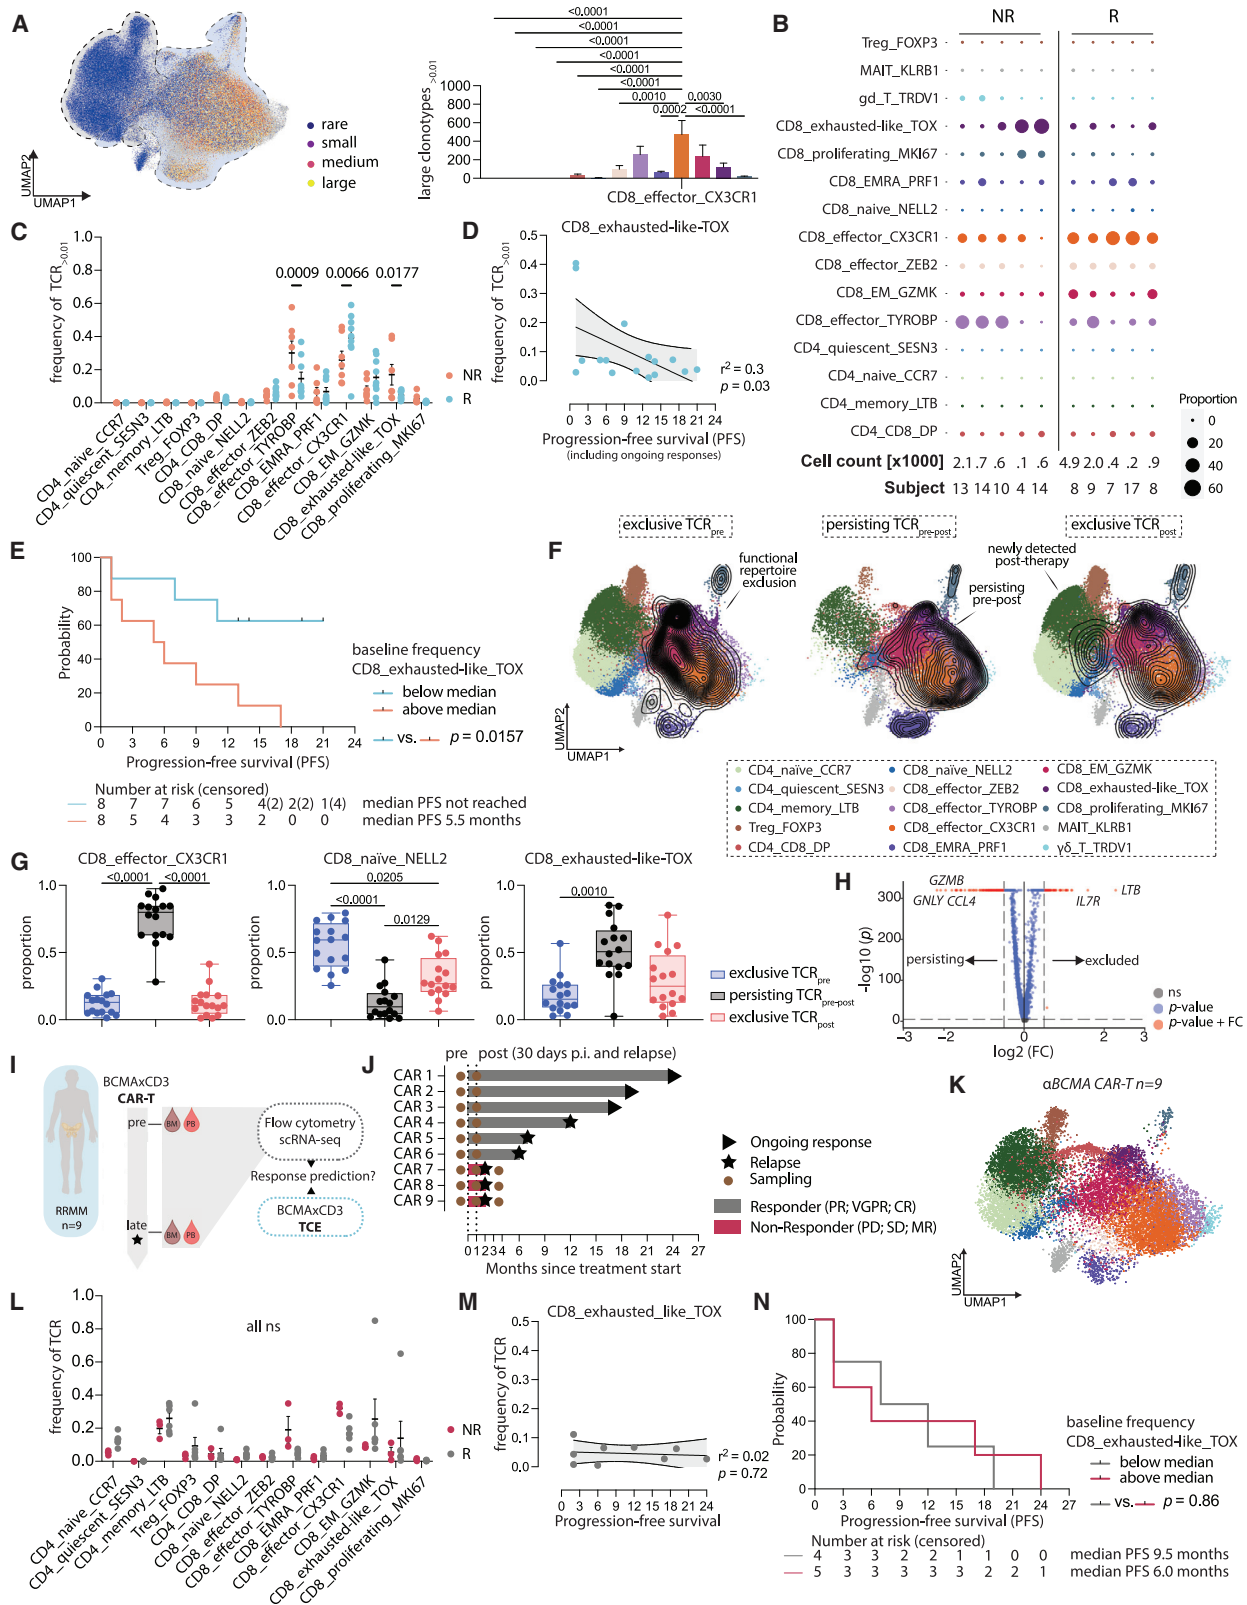 A
rare
small
medium
large
UMAP2
UMAP1
<0.0001
<0.0001
<0.0001
<0.0001
<0.0001
<0.0001
0.0010 0.0030
0.0002 <0.0001
large clonotypes >0.01
1000
800
600
400
200
0
CD8_effector_CX3CR1
B
NR R
Treg_FOXP3
MAIT_KLRB1
gd_T_TRDV1
CD8_exhausted-like_TOX
CD8_proliferating_MKI67
CD8_EMRA_PRF1
CD8_naive_NELL2
CD8_effector_CX3CR1
CD8_effector_ZEB2
CD8_EM_GZMK
CD8_effector_TYROBP
CD4_quiescent_SESN3
CD4_naive_CCR7
CD4_memory_LTB
CD4_CD8_DP
Cell count [x1000] 2.1 .7 .6 .1 .6 4.9 2.0 .4 .2 .9
Subject 13 14 10 4 14 8 9 7 17 8
Proportion
0
20
40
60
C
frequency of TCR>0.01
1.0
0.8
0.6
0.4
0.2
0.0
0.0009 0.0066 0.0177
NR
R
CD4_naive_CCR7
CD4_quiescent_SESN3
CD4_memory_LTB
Treg_FOXP3
CD4_CD8_DP
CD8_naive_NELL2
CD8_effector_ZEB2
CD8_effector_TYROBP
CD8_EMRA_PRF1
CD8_effector_CX3CR1
CD8_EM_GZMK
CD8_exhausted-like_TOX
CD8_proliferating_MKI67
D
CD8_exhausted-like-TOX
frequency of TCR>0.01
0.5
0.4
0.3
0.2
0.1
0.0
r² = 0.3
p = 0.03
0 3 6 9 12 15 18 21 24
Progression-free survival (PFS)
(including ongoing responses)
E
Probability
100
80
60
40
20
0
0 3 6 9 12 15 18 21 24
Progression-free survival (PFS)
baseline frequency
CD8_exhausted-like_TOX
below median
above median
vs. p = 0.0157
Number at risk (censored)
8 7 7 6 5 4(2) 2(2) 1(4) median PFS not reached
8 5 4 3 3 2 0 0 median PFS 5.5 months
F
exclusive TCRpre
persisting TCRpre-post
exclusive TCRpost
functional
repertoire
exclusion
newly detected
post-therapy
persisting
pre-post
UMAP2
UMAP1
CD4_naïve_CCR7 CD8_naïve_NELL2 CD8_EM_GZMK
CD4_quiescent_SESN3 CD8_effector_ZEB2 CD8_exhausted-like_TOX
CD4_memory_LTB CD8_effector_TYROBP CD8_proliferating_MKI67
Treg_FOXP3 CD8_effector_CX3CR1 MAIT_KLRB1
CD4_CD8_DP CD8_EMRA_PRF1 γδ_T_TRDV1
G
CD8_effector_CX3CR1
<0.0001 <0.0001
proportion
1.0
0.5
0.0
CD8_naïve_NELL2
0.0205
<0.0001
0.0129
proportion
1.0
0.5
0.0
CD8_exhausted-like-TOX
0.0010
proportion
1.0
0.5
0.0
exclusive TCRpre
persisting TCRpre-post
exclusive TCRpost
H
GZMB
GNLY CCL4
IL7R
LTB
-log10 (p)
300
200
100
0
persisting
excluded
ns
p-value
p-value + FC
−3 −2 −1 0 1 2 3
log2 (FC)
I
BCMAxCD3
CAR-T
pre
BM PB
late
BM PB
RRMM
n=9
Flow cytometry
scRNA-seq
Response prediction?
BCMAxCD3
TCE
J
pre post (30 days p.i. and relapse)
CAR 1
CAR 2
CAR 3
CAR 4
CAR 5
CAR 6
CAR 7
CAR 8
CAR 9
0 1 2 3 4 6 9 12 15 18 21 24 27
Months since treatment start
Ongoing response
Relapse
Sampling
Responder (PR; VGPR; CR)
Non-Responder (PD; SD; MR)
K
αBCMA CAR-T n=9
UMAP2
UMAP1
L
frequency of TCR
1.0
0.8
0.6
0.4
0.2
0.0
all ns
NR
R
CD4_naive_CCR7
CD4_quiescent_SESN3
CD4_memory_LTB
Treg_FOXP3
CD4_CD8_DP
CD8_naive_NELL2
CD8_effector_ZEB2
CD8_effector_TYROBP
CD8_EMRA_PRF1
CD8_effector_CX3CR1
CD8_EM_GZMK
CD8_exhausted-like_TOX
CD8_proliferating_MKI67
M
CD8_exhausted_like_TOX
frequency of TCR
0.5
0.4
0.3
0.2
0.1
0.0
r² = 0.02
p = 0.72
0 3 6 9 12 15 18 21 24
Progression-free survival
N
Probability
100
80
60
40
20
0
0 3 6 9 12 15 18 21 24 27
Progression-free survival (PFS)
baseline frequency
CD8_exhausted-like_TOX
below median
above median
vs. p = 0.86
Number at risk (censored)
4 3 3 2 2 1 1 0 0 median PFS 9.5 months
5 3 3 3 3 3 2 2 1 median PFS 6.0 months